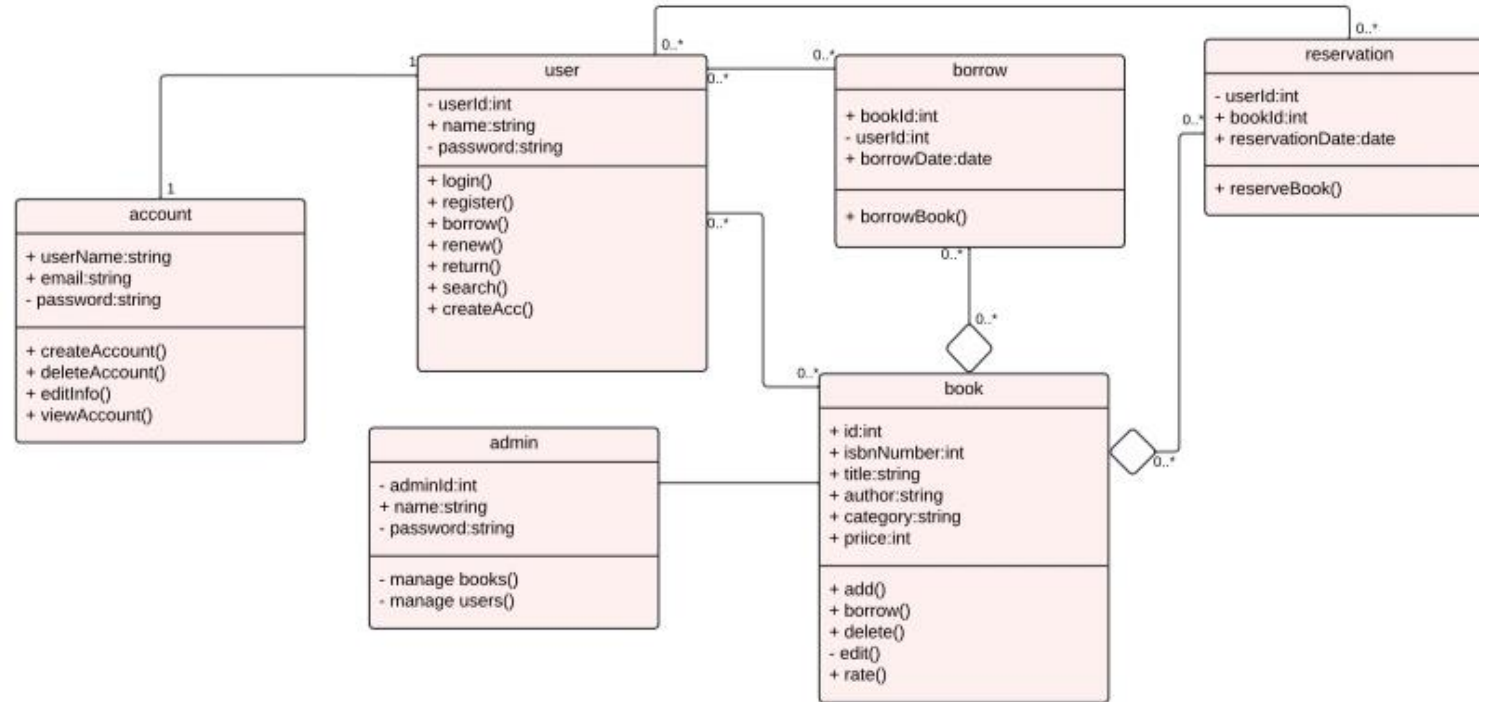 0..*
0..*
1
user
- userId:int
+ name:string
- password:string
+ login()
+ register()
+ borrow()
+ renew()
+ return()
+ search()
+ createAcc()
0..*
0..*
borrow
+ bookId:int
- userId:int
+ borrowDate:date
+ borrowBook()
reservation
- userId:int
+ bookId:int
+ reservationDate:date
+ reserveBook()
0..*
1
account
+ userName:string
+ email:string
- password:string
+ createAccount()
+ deleteAccount()
+ editInfo()
+ viewAccount()
0..*
0..*
0..*
0..*
admin
- adminId:int
+ name:string
- password:string
- manage books()
- manage users()
book
+ id:int
+ isbnNumber:int
+ title:string
+ author:string
+ category:string
+ priice:int
+ add()
+ borrow()
+ delete()
- edit()
+ rate()
0..*